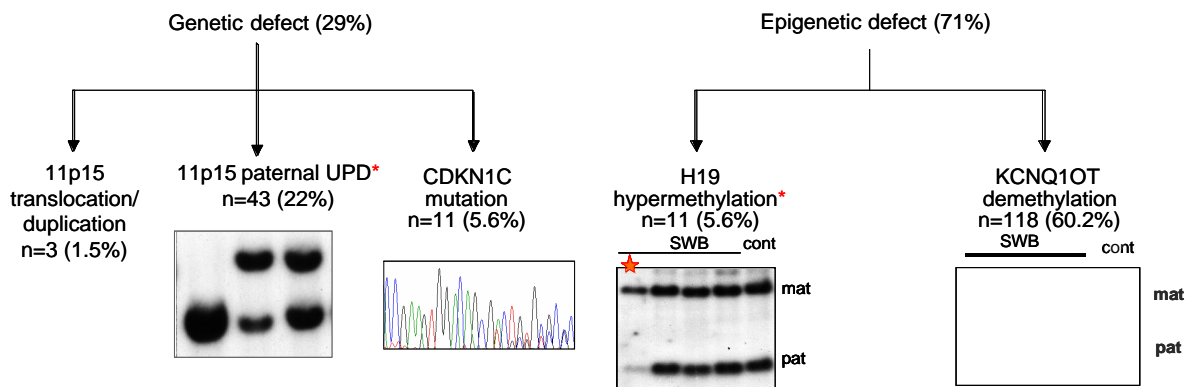 Genetic defect (29%)
Epigenetic defect (71%)
11p15
translocation/
duplication
n=3 (1.5%)
11p15 paternal UPD*
n=43 (22%)
CDKN1C
mutation
n=11 (5.6%)
H19
hypermethylation*
n=11 (5.6%)
SWB cont
mat
pat
KCNQ1OT
demethylation
n=118 (60.2%)
SWB cont
mat
pat